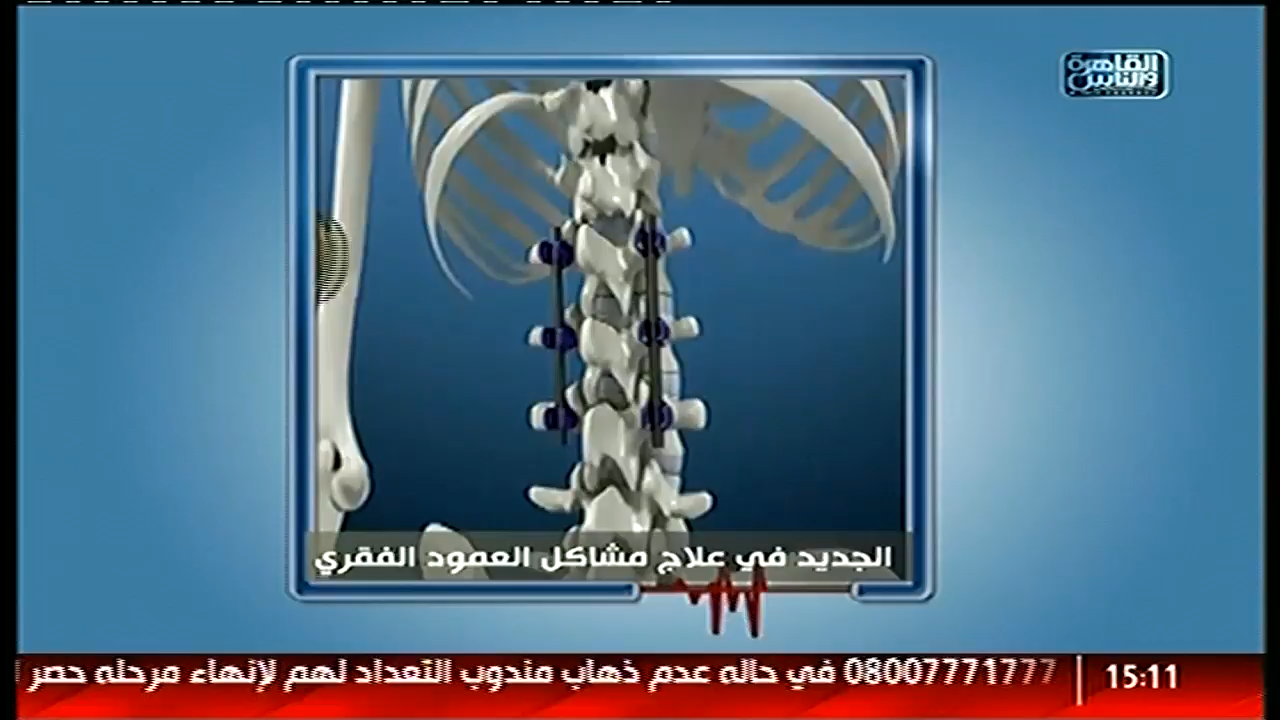 القاهرة
والناس
الجديد في علاج مشاكل العمود الفقري
08007771777 في حاله عدم ذهاب مندوب التعداد لهم لإنهاء مرحله حصر
15:11